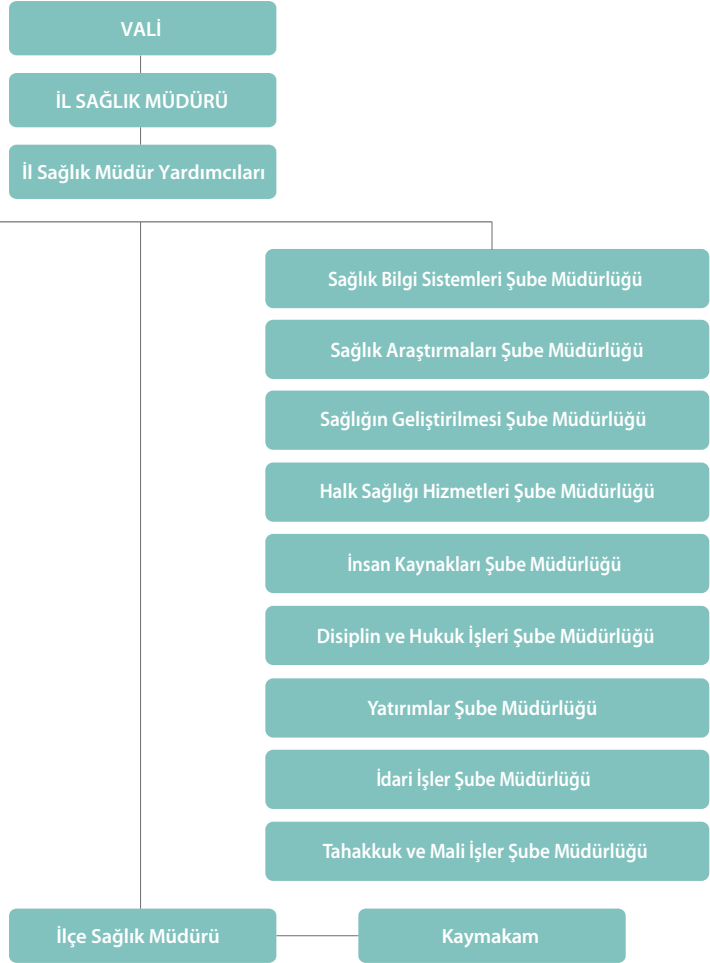 VALİ
İL SAĞLIK MÜDÜRÜ
İl Sağlık Müdür Yardımcıları
Sağlık Bilgi Sistemleri Şube Müdürlüğü
Sağlık Araştırmaları Şube Müdürlüğü
Sağlığın Geliştirilmesi Şube Müdürlüğü
Halk Sağlığı Hizmetleri Şube Müdürlüğü
İnsan Kaynakları Şube Müdürlüğü
Disiplin ve Hukuk İşleri Şube Müdürlüğü
Yatırımlar Şube Müdürlüğü
İdari İşler Şube Müdürlüğü
Tahakkuk ve Mali İşler Şube Müdürlüğü
İlçe Sağlık Müdürü
Kaymakam